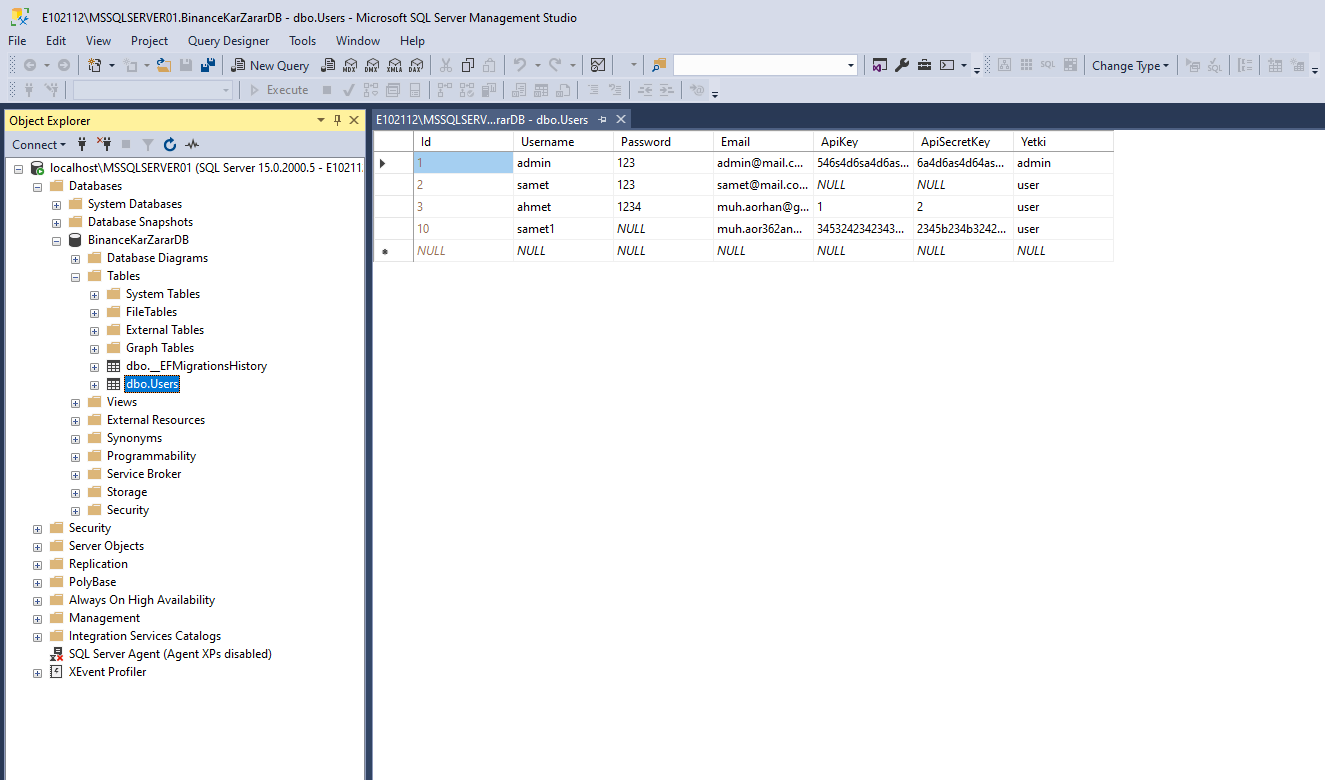 E102112\MSSQLSERVER01.BinanceKarZararDB - dbo.Users - Microsoft SQL Server Management Studio
File Edit View Project Query Designer Tools Window Help
New Query MDX DMX XMLA DAX SQL Change Type
Execute
Object Explorer
Connect
localhost\MSSQLSERVER01 (SQL Server 15.0.2000.5 - E10211
Databases
System Databases
Database Snapshots
BinanceKarZararDB
Database Diagrams
Tables
System Tables
FileTables
External Tables
Graph Tables
dbo.__EFMigrationsHistory
dbo.Users
Views
External Resources
Synonyms
Programmability
Service Broker
Storage
Security
Security
Server Objects
Replication
PolyBase
Always On High Availability
Management
Integration Services Catalogs
SQL Server Agent (Agent XPs disabled)
XEvent Profiler
E102112\MSSQLSERV...rarDB - dbo.Users
Id Username Password Email ApiKey ApiSecretKey Yetki
1 admin 123 admin@mail.c... 546s4d6sa4d6as... 6a4d6as4d64as... admin
2 samet 123 samet@mail.co... NULL NULL user
3 ahmet 1234 muh.aorhan@g... 1 2 user
10 samet1 NULL muh.aor362an... 3453242342343... 2345b234b3242... user
NULL NULL NULL NULL NULL NULL NULL